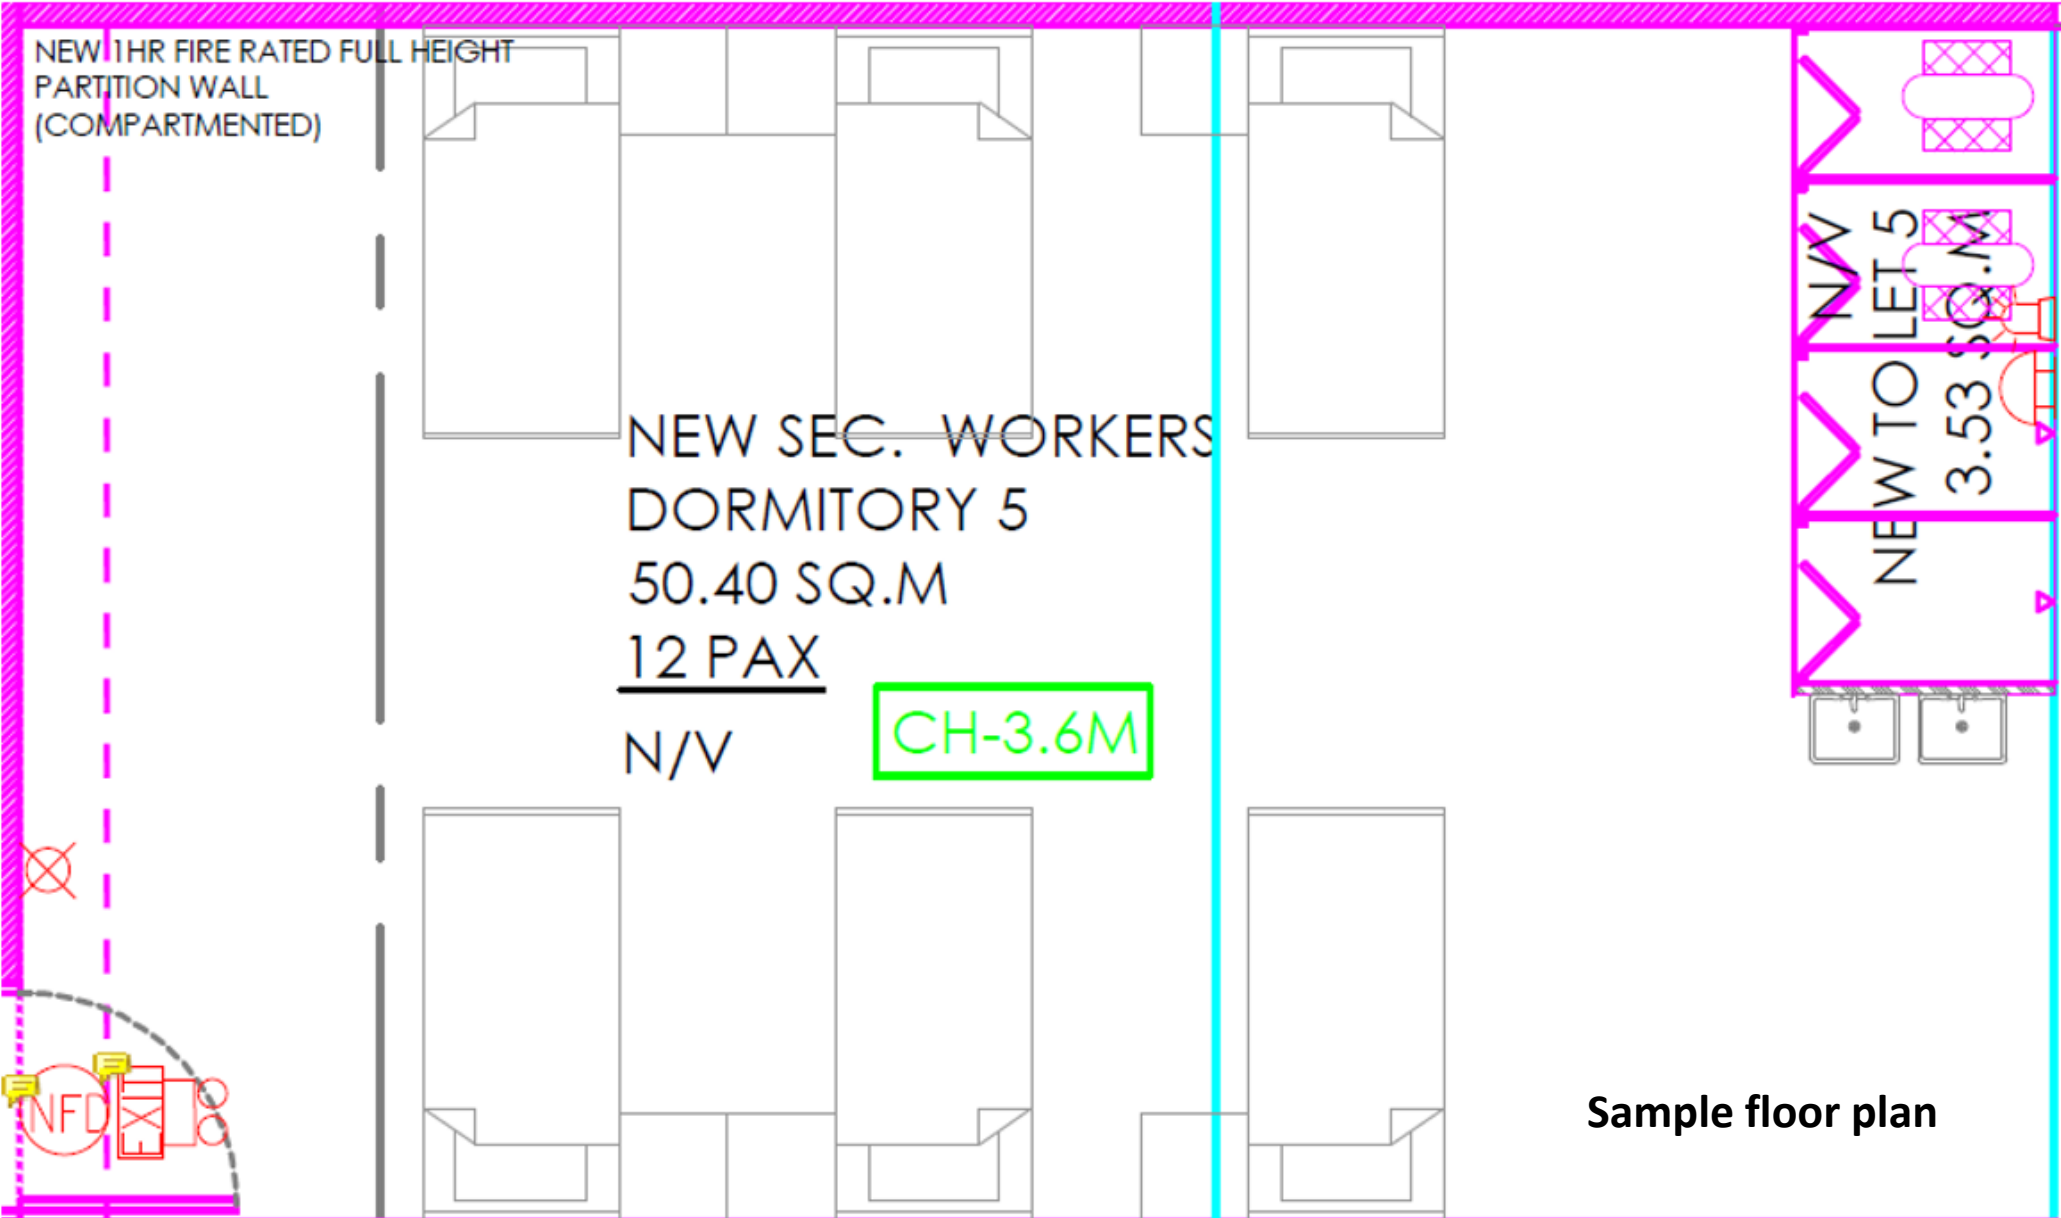 NEW 1HR FIRE RATED FULL HEIGHT
PARTITION WALL
(COMPARTMENTED)
NEW SEC. WORKERS
DORMITORY 5
50.40 SQ.M
12 PAX
N/V
CH-3.6M
N/V
NEW TOILET 5
3.53 SQ.M
NFD
EXIT
Sample floor plan